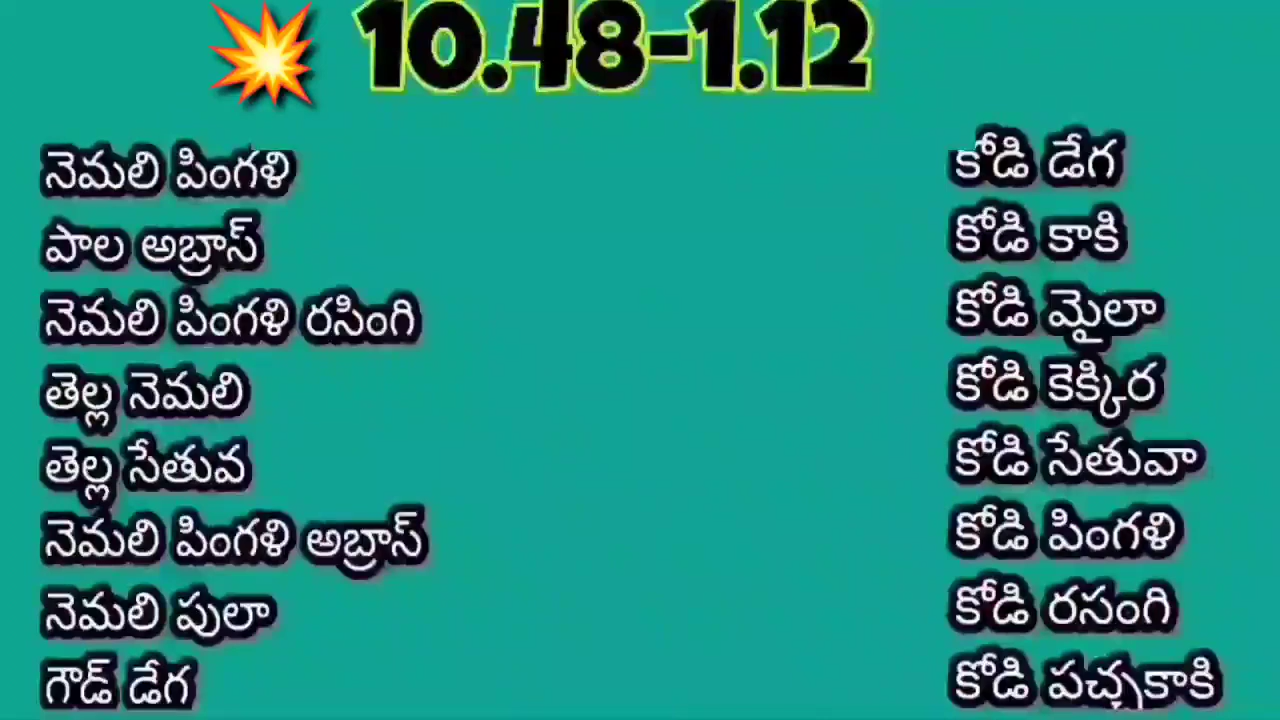 💥 10.48-1.12
నెమలి పింగళి
పాల అబ్రాస్
నెమలి పింగళి రసింగి
తెల్ల నెమలి
తెల్ల సేతువ
నెమలి పింగళి అబ్రాస్
నెమలి పులా
గౌడ్ డేగ
కోడి డేగ
కోడి కాకి
కోడి మైలా
కోడి కెక్కిర
కోడి సేతువా
కోడి పింగళి
కోడి రసంగి
కోడి పచ్చకాకి